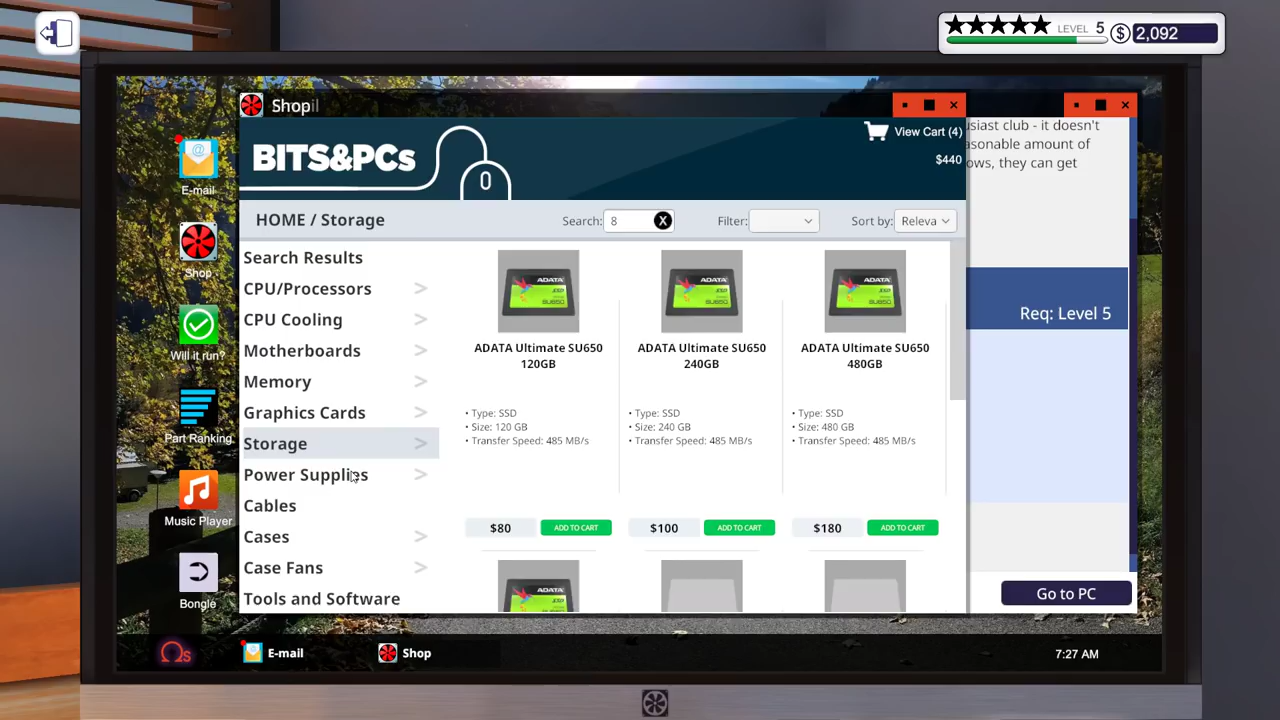 LEVEL 5 $ 2,092
Shopil
BITS&PCs
View Cart (4)
$440
usiast club - it doesn't
asonable amount of
ows, they can get
HOME / Storage
Search: 8 X
Filter:
Sort by: Releva
Search Results
CPU/Processors >
CPU Cooling >
Motherboards >
Memory >
Graphics Cards >
Storage >
Power Supplies >
Cables
Cases >
Case Fans >
Tools and Software
ADATA Ultimate SU650
120GB
• Type: SSD
• Size: 120 GB
• Transfer Speed: 485 MB/s
$80 ADD TO CART
ADATA Ultimate SU650
240GB
• Type: SSD
• Size: 240 GB
• Transfer Speed: 485 MB/s
$100 ADD TO CART
ADATA Ultimate SU650
480GB
• Type: SSD
• Size: 480 GB
• Transfer Speed: 485 MB/s
$180 ADD TO CART
Req: Level 5
Go to PC
E-mail
Shop
Will it run?
Part Ranking
Music Player
Bongle
Ωs
E-mail
Shop
7:27 AM